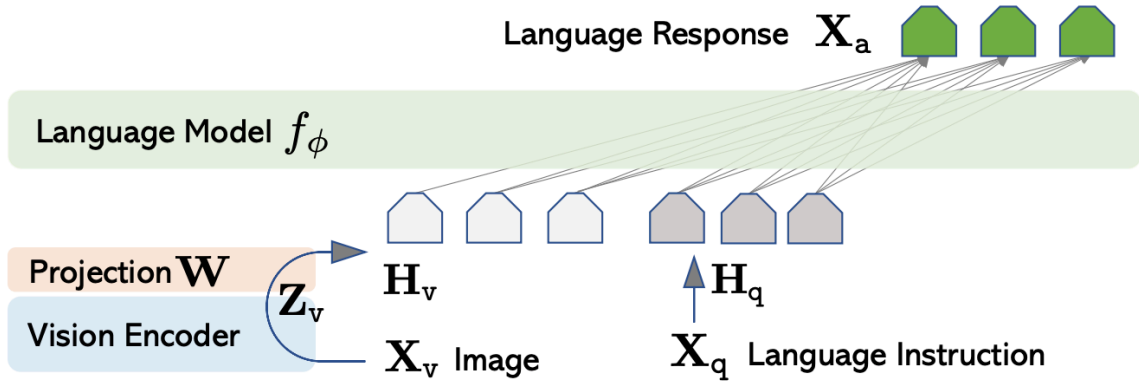 Language Response X_a
Language Model f_ϕ
Projection W
H_v
H_q
Z_v
Vision Encoder
X_v Image
X_q Language Instruction